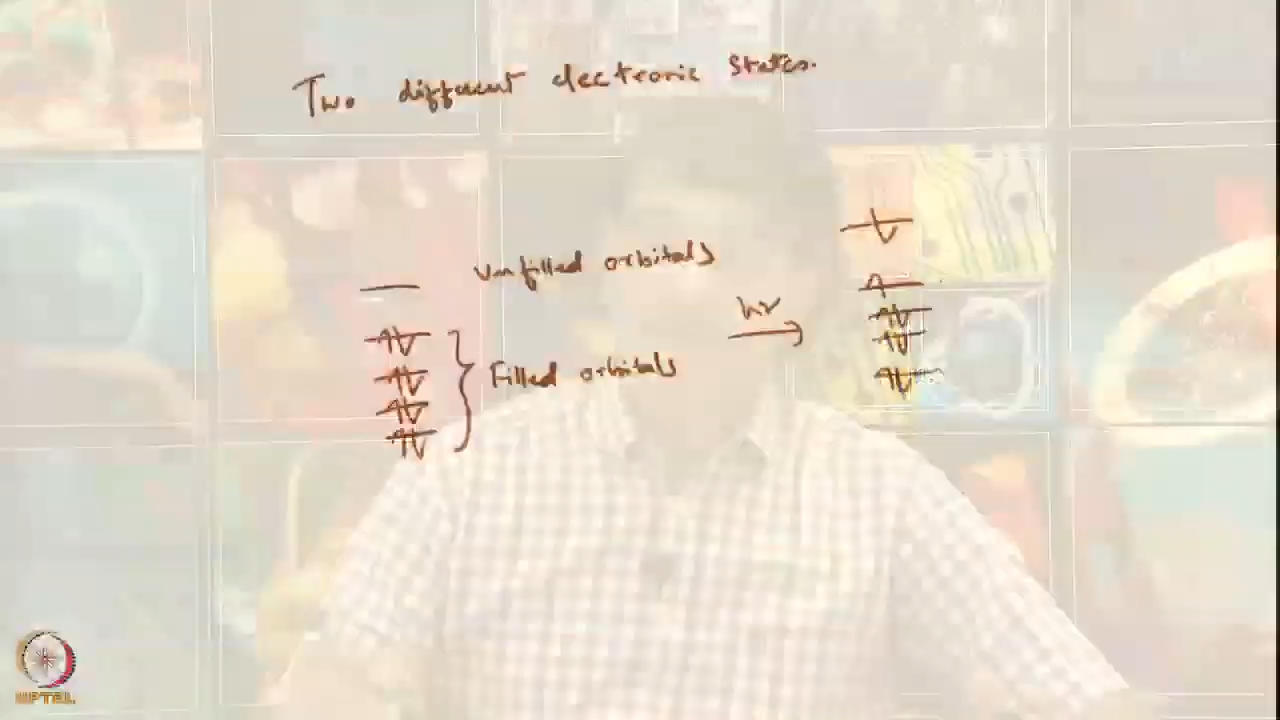 Two different electronic states.
Unfilled orbitals
hν
Filled orbitals
NPTEL